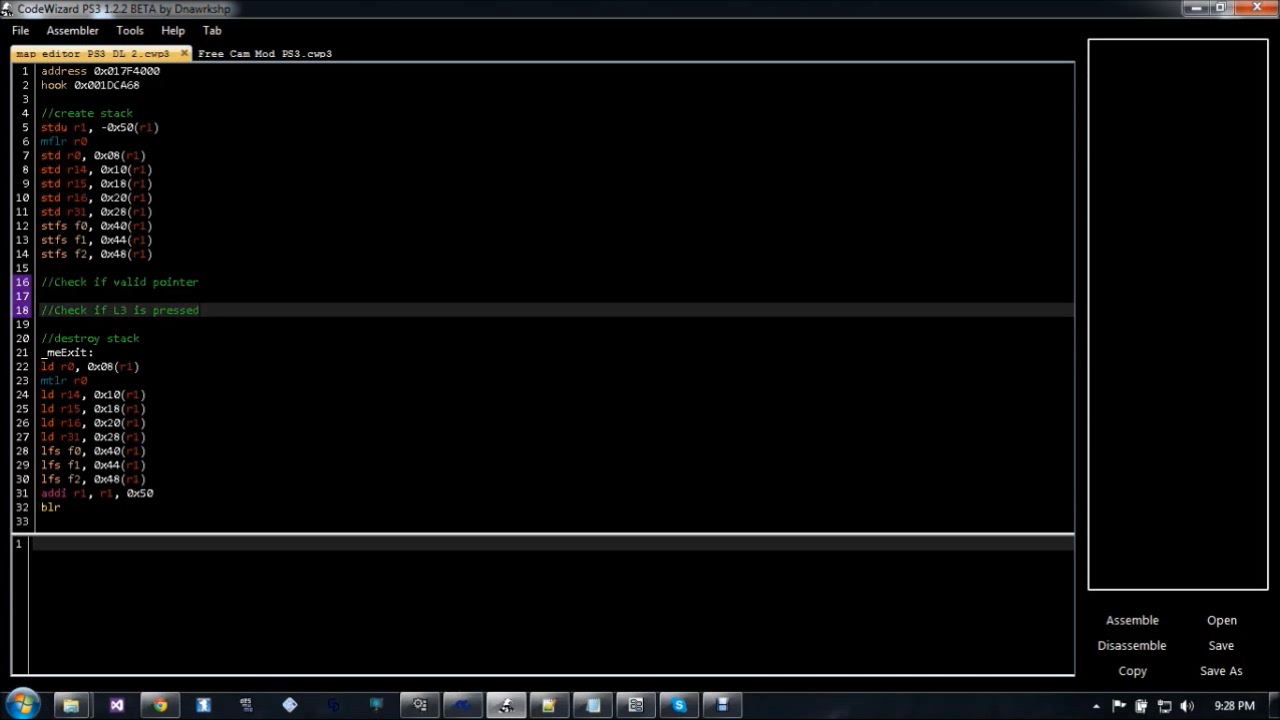 CodeWizard PS3 1.2.2 BETA by Dnawrkshp
File Assembler Tools Help Tab
map editor PS3 DL 2.cwp3 × Free Cam Mod PS3.cwp3
1 address 0x017F4000
2 hook 0x001DCA68
3
4 //create stack
5 stdu r1, -0x50(r1)
6 mflr r0
7 std r0, 0x08(r1)
8 std r14, 0x10(r1)
9 std r15, 0x18(r1)
10 std r16, 0x20(r1)
11 std r31, 0x28(r1)
12 stfs f0, 0x40(r1)
13 stfs f1, 0x44(r1)
14 stfs f2, 0x48(r1)
15
16 //Check if valid pointer
17
18 //Check if L3 is pressed
19
20 //destroy stack
21 _meExit:
22 ld r0, 0x08(r1)
23 mtlr r0
24 ld r14, 0x10(r1)
25 ld r15, 0x18(r1)
26 ld r16, 0x20(r1)
27 ld r31, 0x28(r1)
28 lfs f0, 0x40(r1)
29 lfs f1, 0x44(r1)
30 lfs f2, 0x48(r1)
31 addi r1, r1, 0x50
32 blr
33
1
Assemble Open
Disassemble Save
Copy Save As
9:28 PM